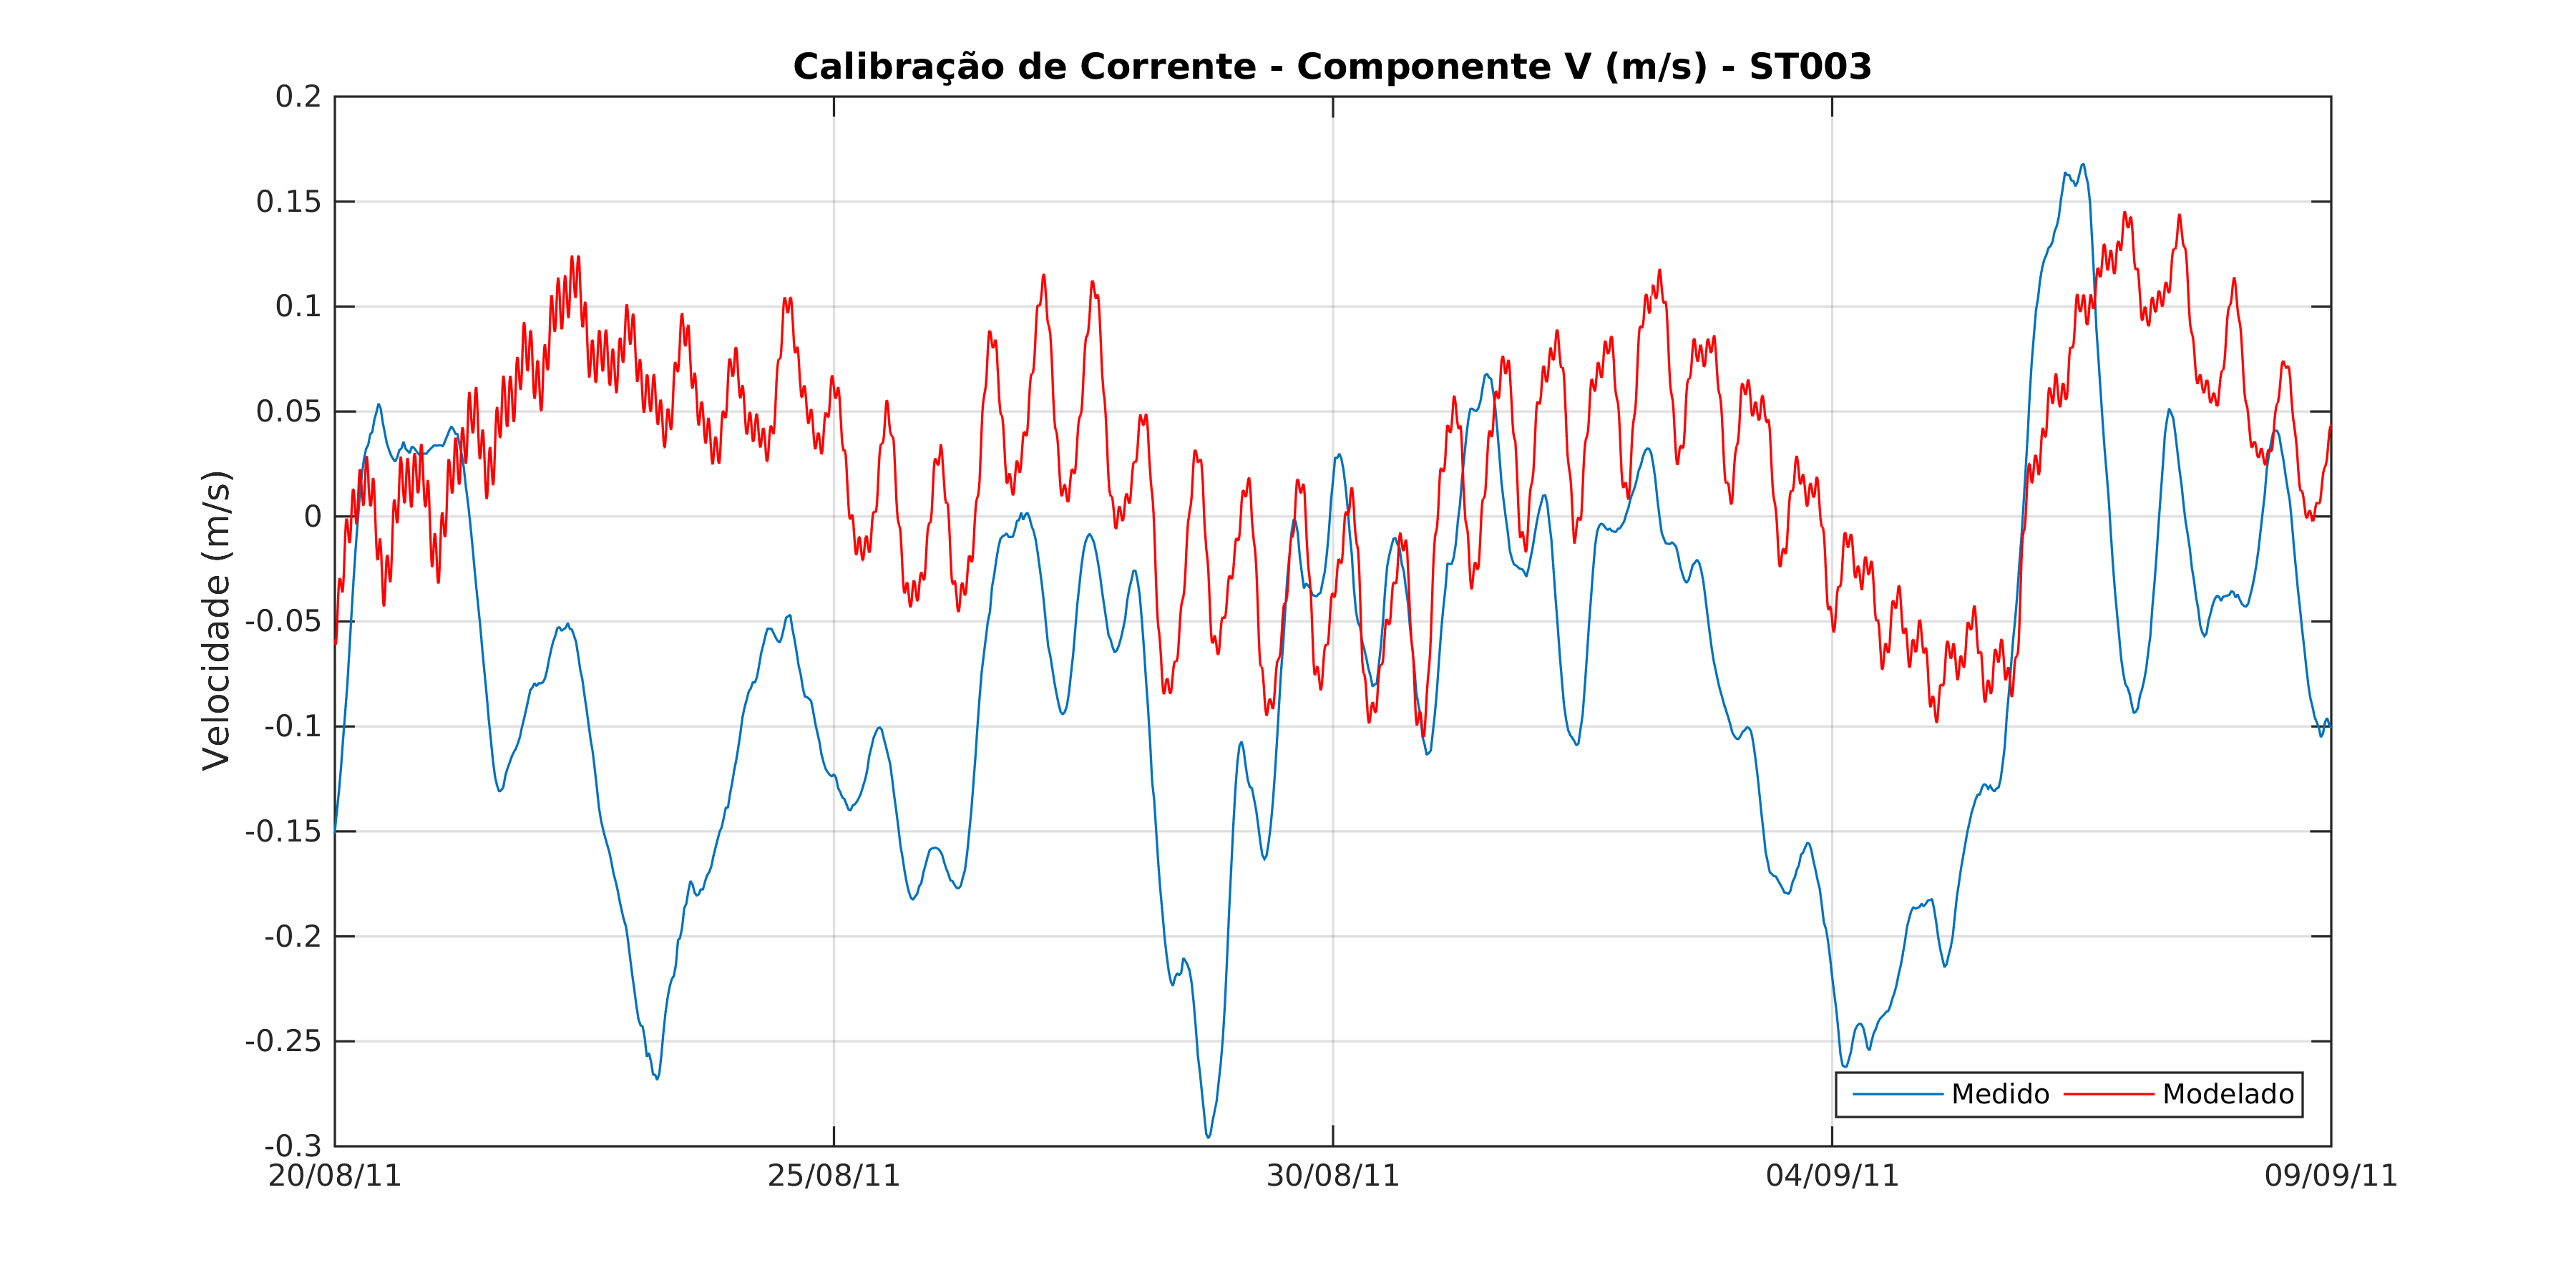 Calibração de Corrente - Componente V (m/s) - ST003
Velocidade (m/s)
0.2
0.15
0.1
0.05
0
-0.05
-0.1
-0.15
-0.2
-0.25
-0.3
20/08/11 25/08/11 30/08/11 04/09/11 09/09/11
Medido Modelado